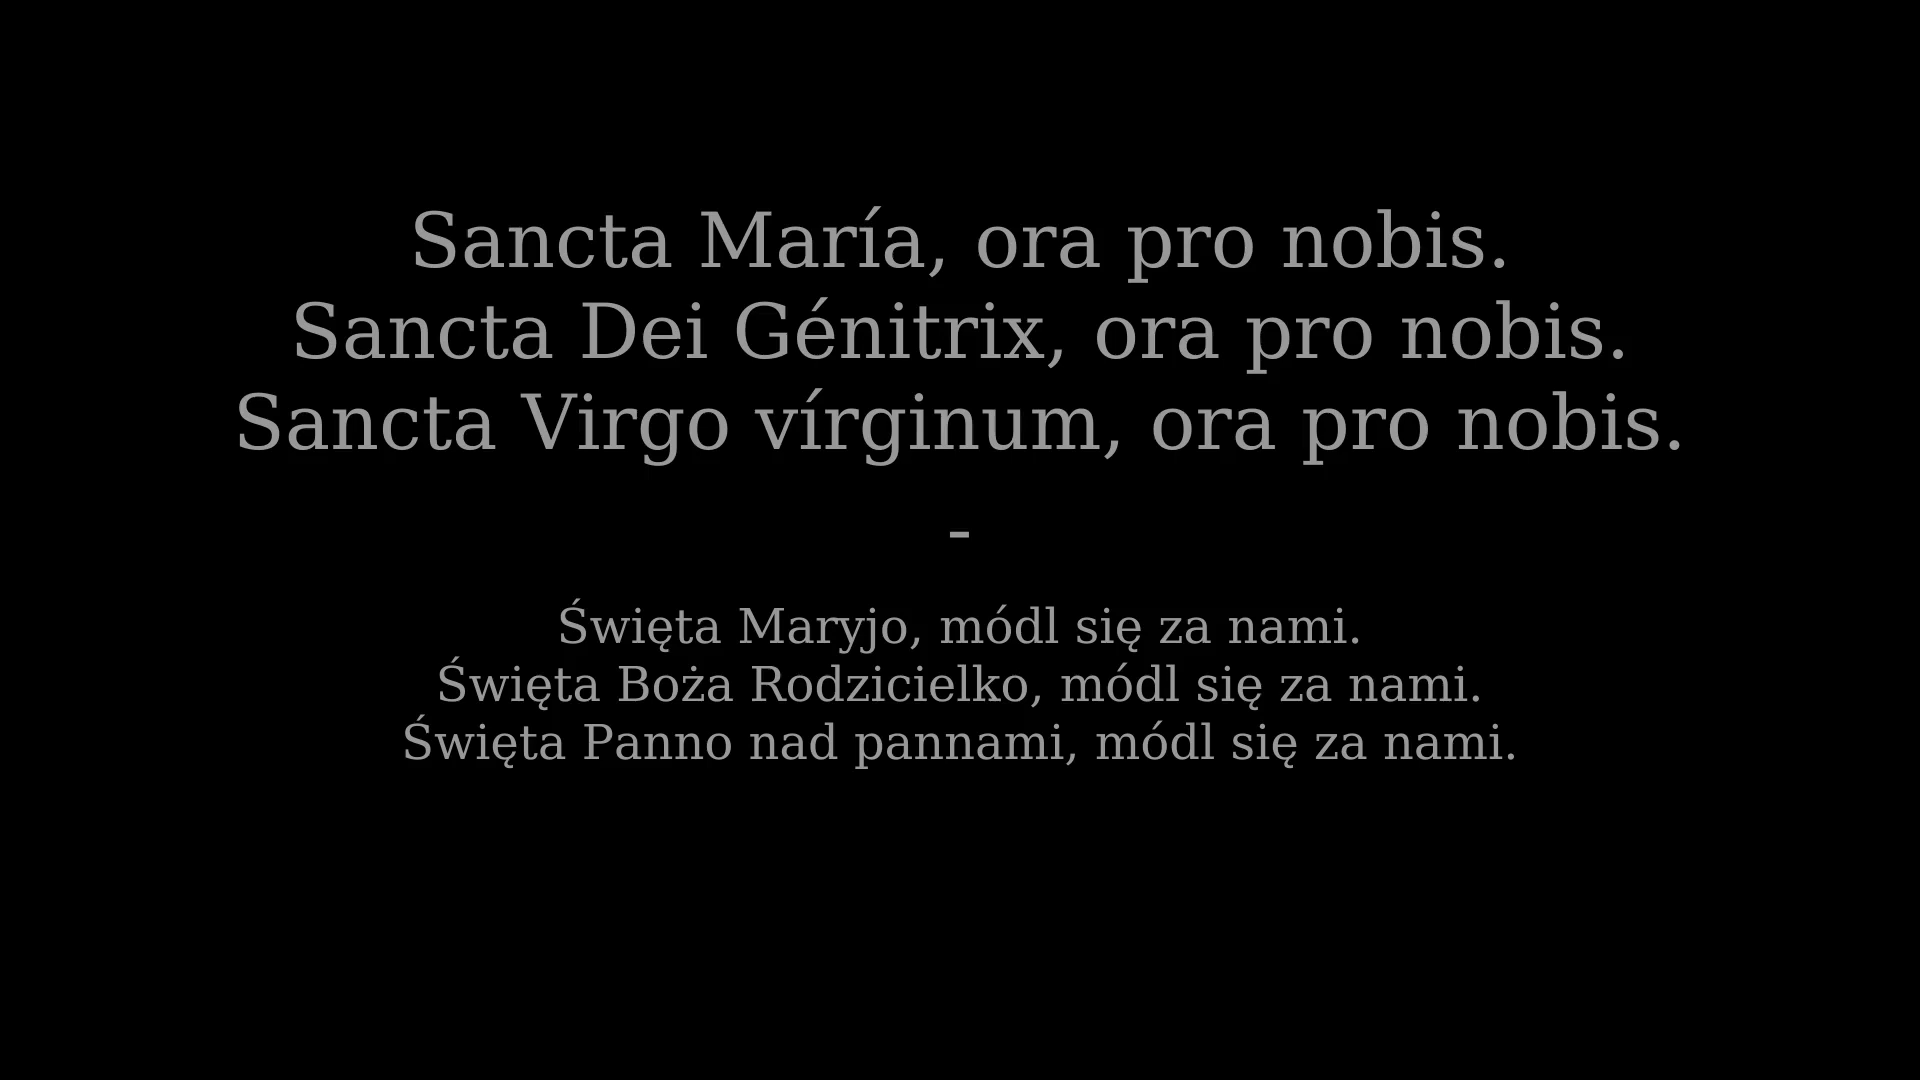 Sancta María, ora pro nobis.
Sancta Dei Génitrix, ora pro nobis.
Sancta Virgo vírginum, ora pro nobis.
-
Święta Maryjo, módl się za nami.
Święta Boża Rodzicielko, módl się za nami.
Święta Panno nad pannami, módl się za nami.